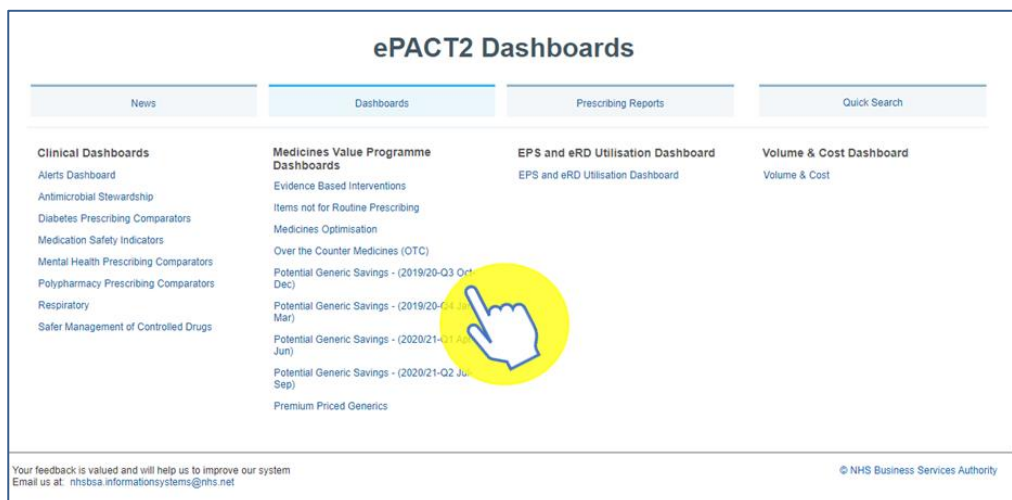 ePACT2 Dashboards
News
Dashboards
Prescribing Reports
Quick Search
Clinical Dashboards
Alerts Dashboard
Antimicrobial Stewardship
Diabetes Prescribing Comparators
Medication Safety Indicators
Mental Health Prescribing Comparators
Polypharmacy Prescribing Comparators
Respiratory
Safer Management of Controlled Drugs
Medicines Value Programme
Dashboards
Evidence Based Interventions
Items not for Routine Prescribing
Medicines Optimisation
Over the Counter Medicines (OTC)
Potential Generic Savings - (2019/20-Q3 Oct-
Dec)
Potential Generic Savings - (2019/20-Q4 Jan-
Mar)
Potential Generic Savings - (2020/21-Q1 Apr-
Jun)
Potential Generic Savings - (2020/21-Q2 Jul-
Sep)
Premium Priced Generics
EPS and eRD Utilisation Dashboard
EPS and eRD Utilisation Dashboard
Volume & Cost Dashboard
Volume & Cost
Your feedback is valued and will help us to improve our system
Email us at: nhsbsa.informationsystems@nhs.net
© NHS Business Services Authority